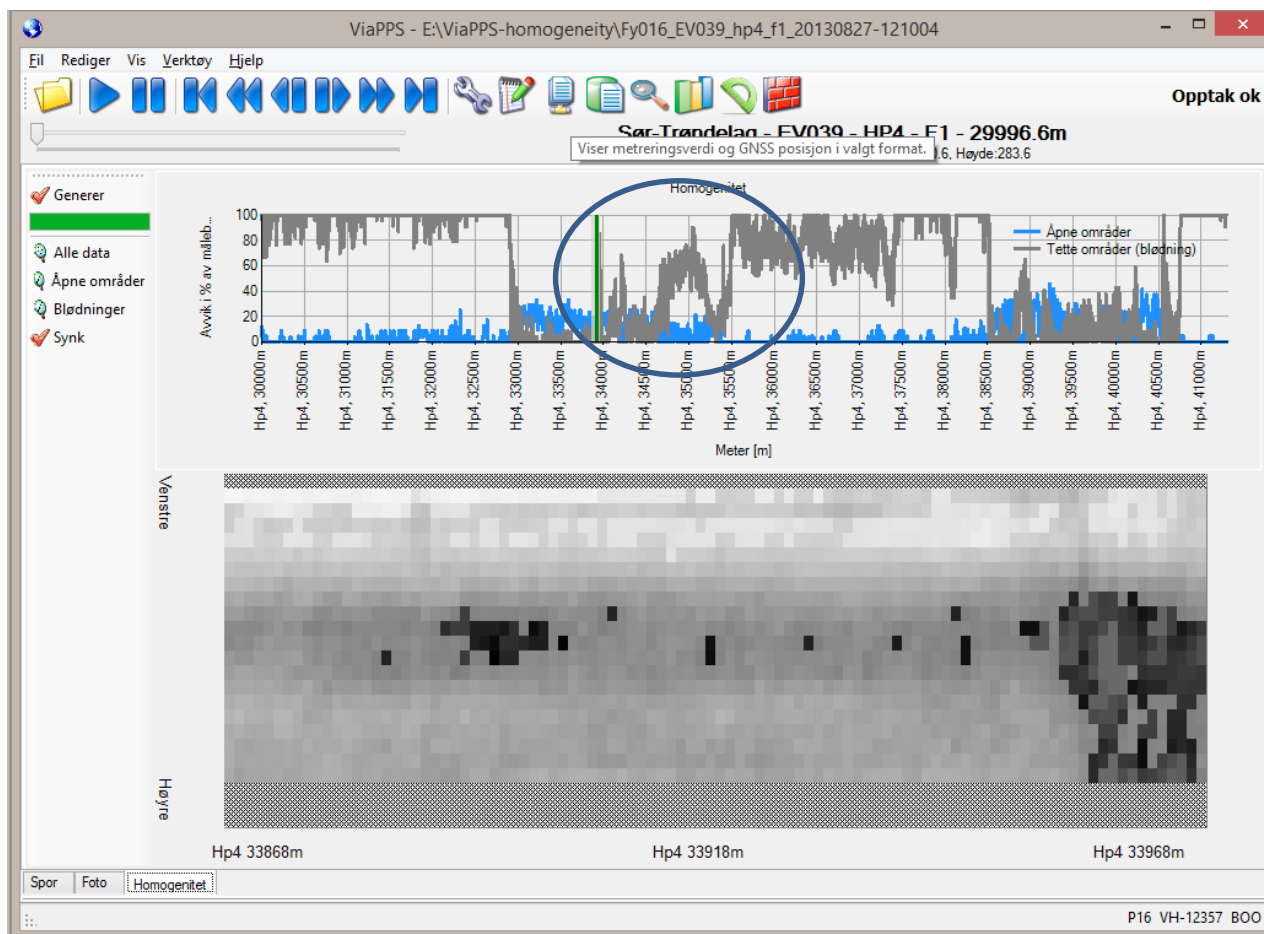 ViaPPS - E:\ViaPPS-homogeneity\Fy016_EV039_hp4_f1_20130827-121004
Fil Rediger Vis Verktøy Hjelp
Opptak ok
Sør-Trøndelag - EV039 - HP4 - F1 - 29996.6m
Viser metreringsverdi og GNSS posisjon i valgt format.
.6, Høyde:283.6
Generer
Alle data
Åpne områder
Blødninger
Synk
Homogenitet
Avvik i % av måleb...
100
80
60
40
20
0
Åpne områder
Tette områder (blødning)
Hp4, 30000m
Hp4, 30500m
Hp4, 31000m
Hp4, 31500m
Hp4, 32000m
Hp4, 32500m
Hp4, 33000m
Hp4, 33500m
Hp4, 34000m
Hp4, 34500m
Hp4, 35000m
Hp4, 35500m
Hp4, 36000m
Hp4, 36500m
Hp4, 37000m
Hp4, 37500m
Hp4, 38000m
Hp4, 38500m
Hp4, 39000m
Hp4, 39500m
Hp4, 40000m
Hp4, 40500m
Hp4, 41000m
Meter [m]
Venstre
Høyre
Hp4 33868m Hp4 33918m Hp4 33968m
Spor Foto Homogenitet
P16 VH-12357 BOO